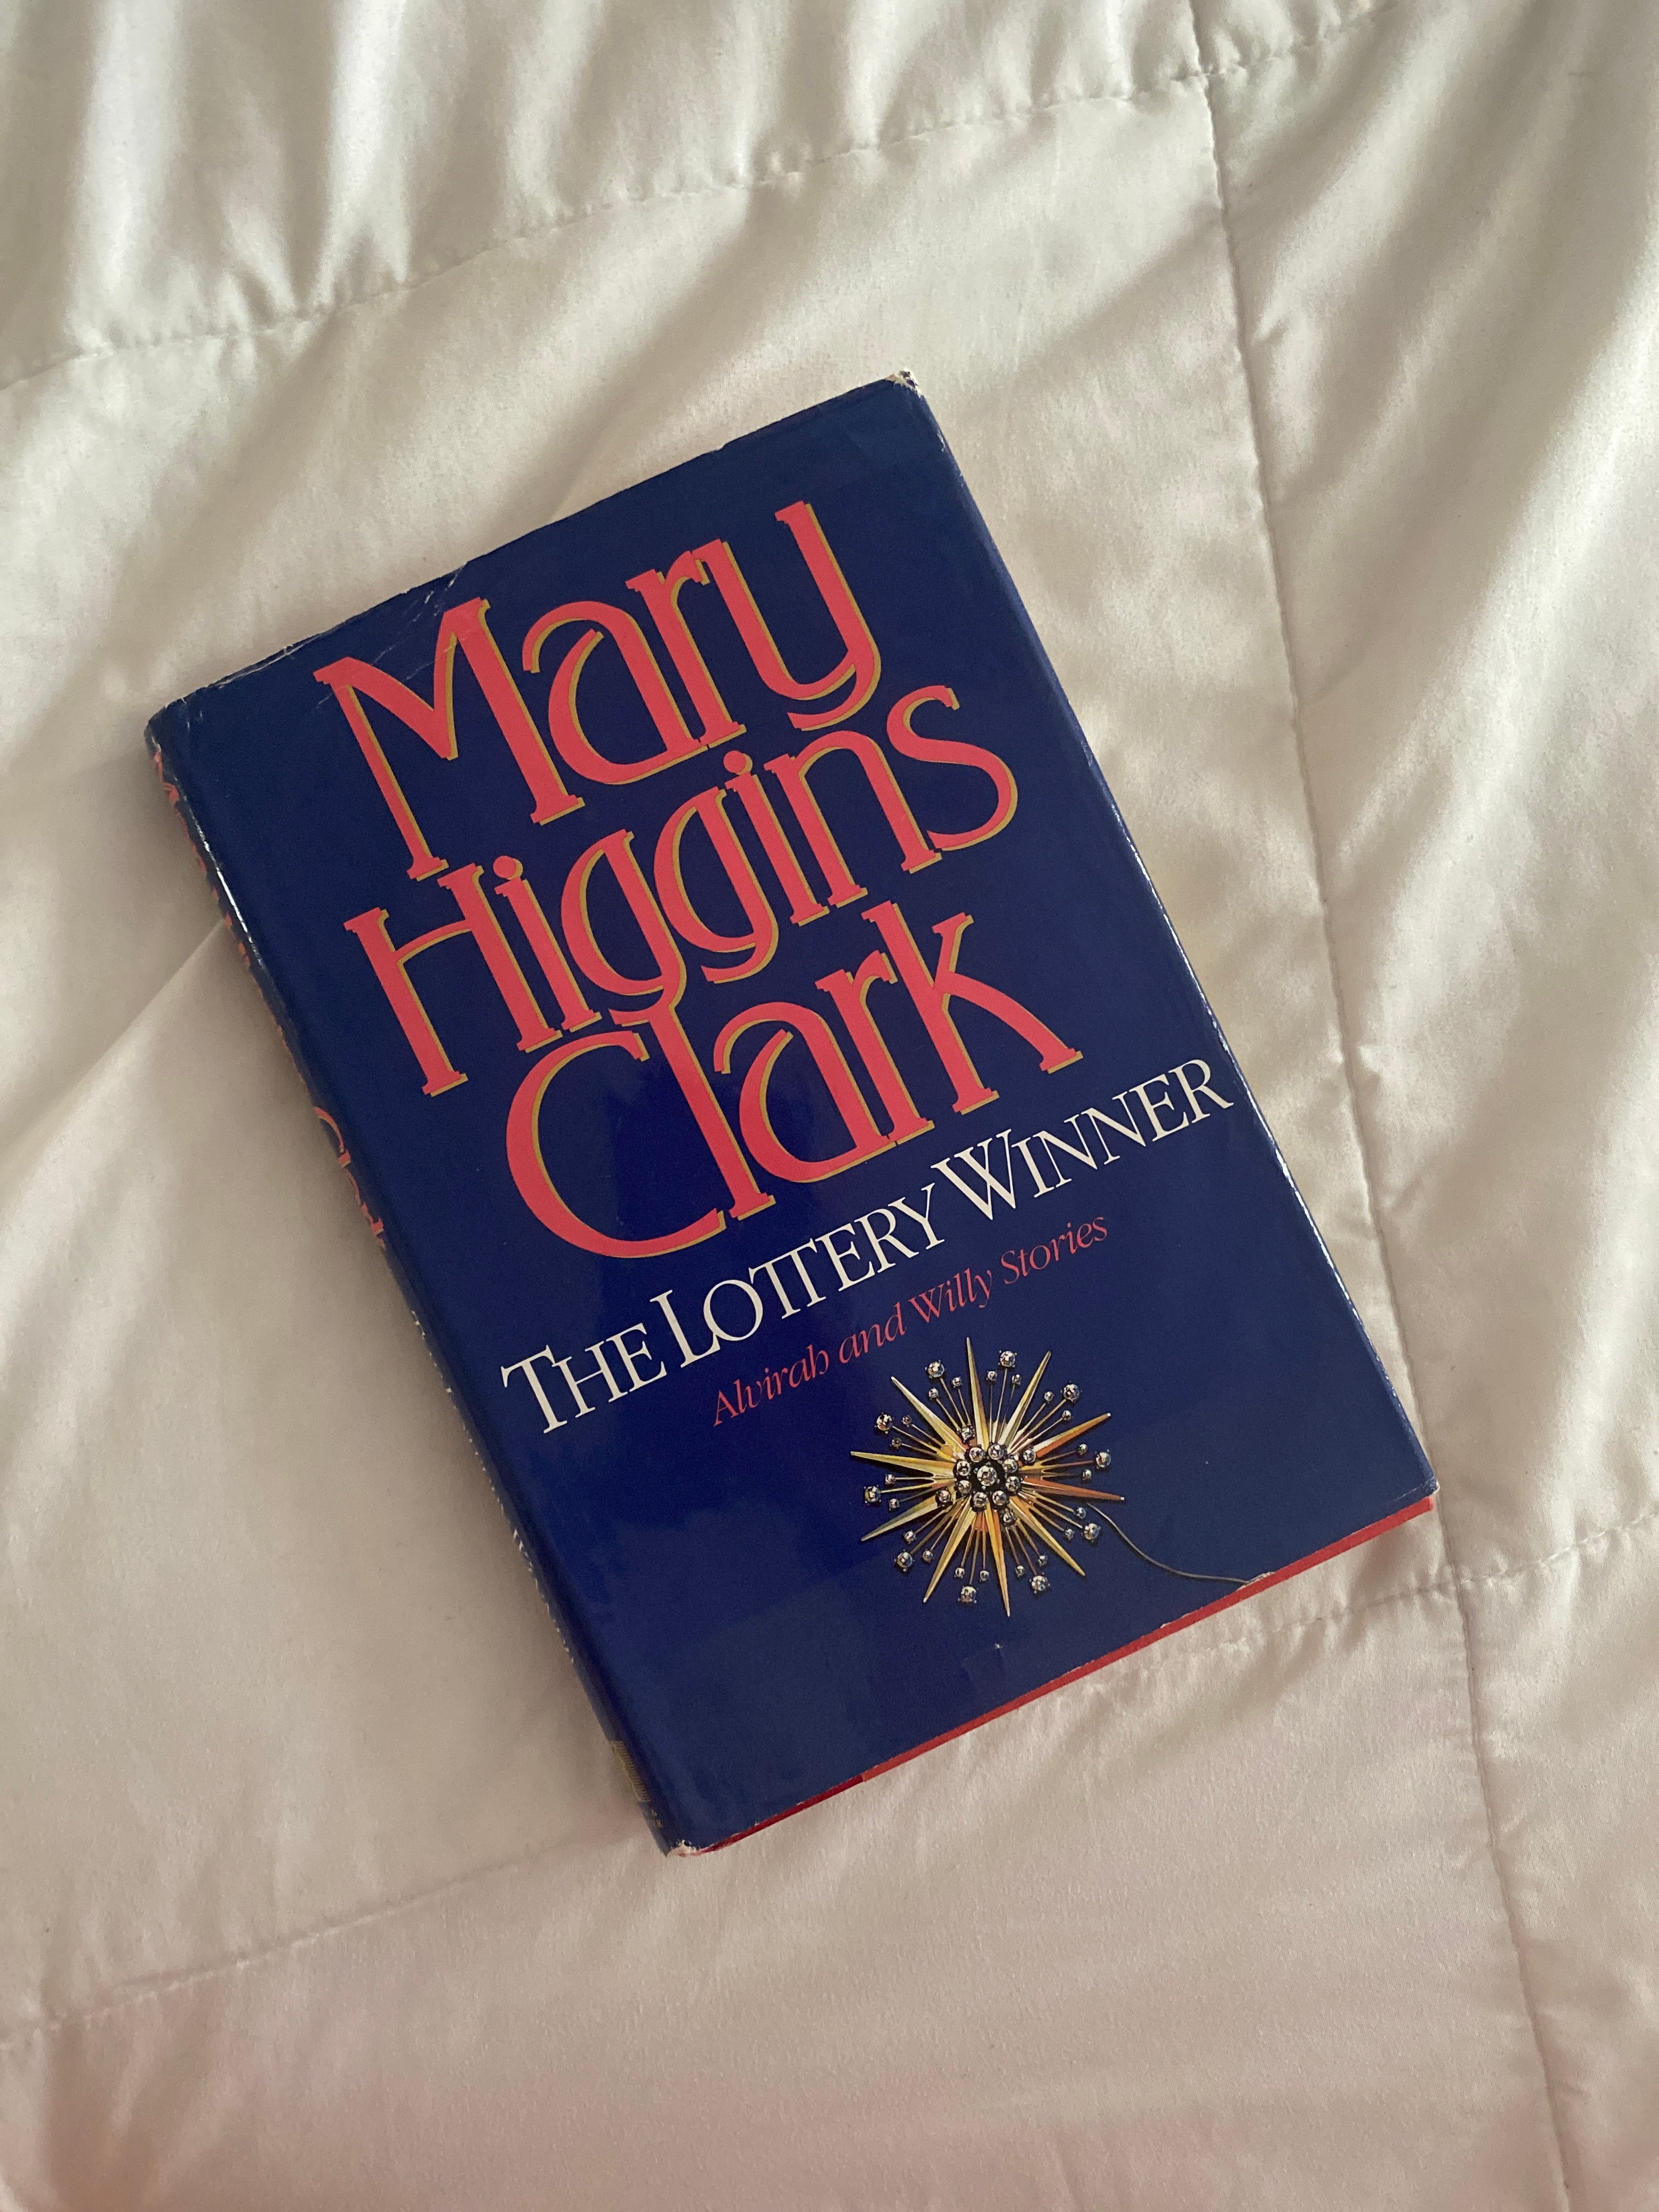 Mary
Higgins
Clark
THE LOTTERY WINNER
Alvirah and Willy Stories